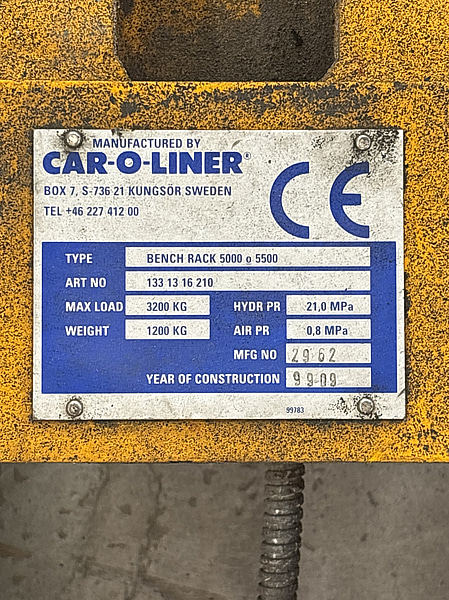 MANUFACTURED BY
CAR-O-LINER®
BOX 7, S-736 21 KUNGSÖR SWEDEN
TEL +46 227 412 00
CE
TYPE BENCH RACK 5000 o 5500
ART NO 133 13 16 210
MAX LOAD 3200 KG HYDR PR 21,0 MPa
WEIGHT 1200 KG AIR PR 0,8 MPa
MFG NO 2962
YEAR OF CONSTRUCTION 9909
99783